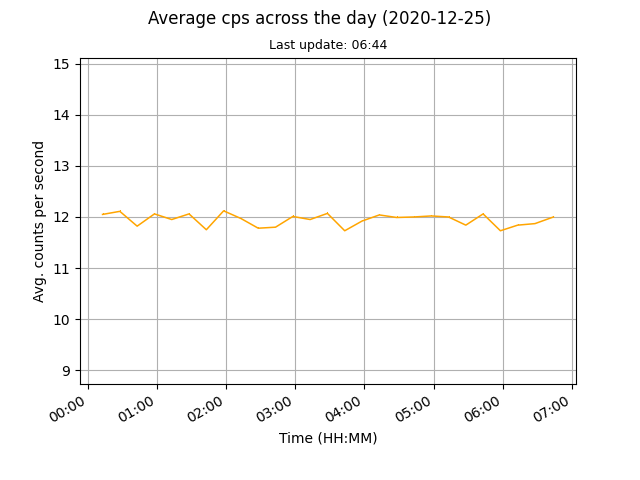 Average cps across the day (2020-12-25)
Last update: 06:44
15
14
13
12
11
10
9
Avg. counts per second
00:00 01:00 02:00 03:00 04:00 05:00 06:00 07:00
Time (HH:MM)